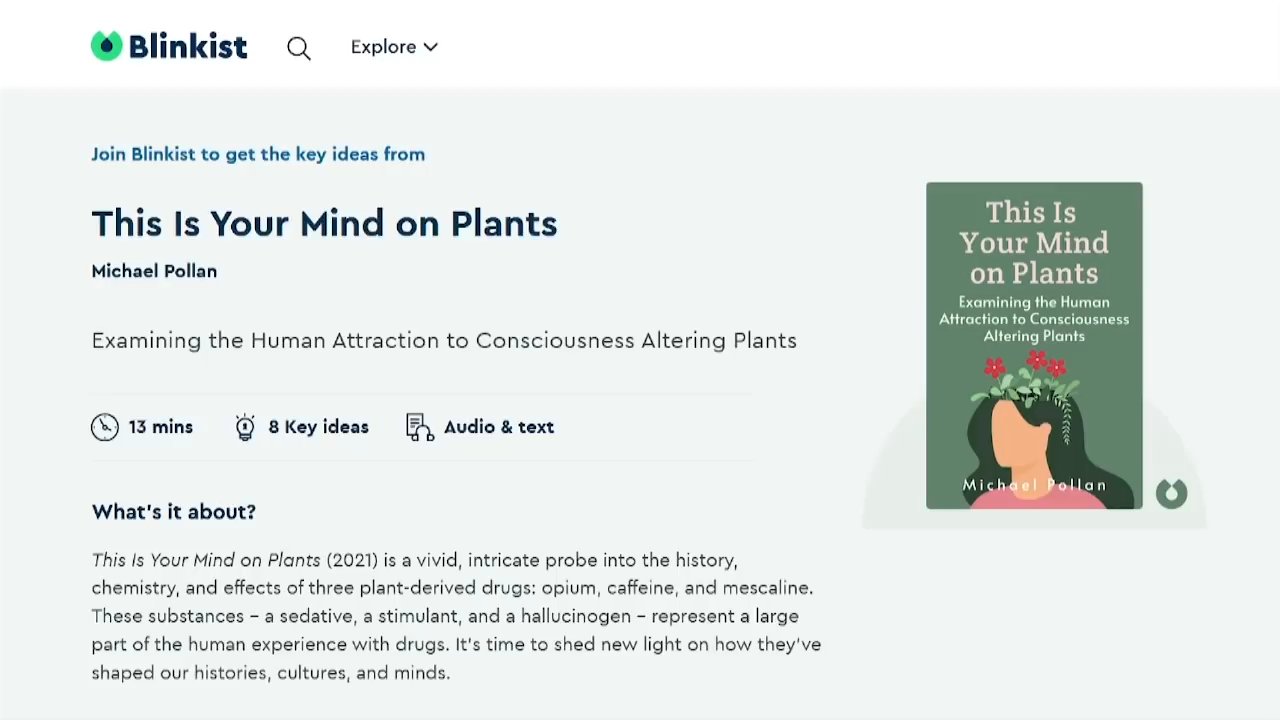 Blinkist
Explore
Join Blinkist to get the key ideas from
This Is Your Mind on Plants
Michael Pollan
Examining the Human Attraction to Consciousness Altering Plants
13 mins
8 Key ideas
Audio & text
What's it about?
This Is Your Mind on Plants (2021) is a vivid, intricate probe into the history,
chemistry, and effects of three plant-derived drugs: opium, caffeine, and mescaline.
These substances – a sedative, a stimulant, and a hallucinogen – represent a large
part of the human experience with drugs. It's time to shed new light on how they've
shaped our histories, cultures, and minds.
This Is
Your Mind
on Plants
Examining the Human
Attraction to Consciousness
Altering Plants
Michael Pollan